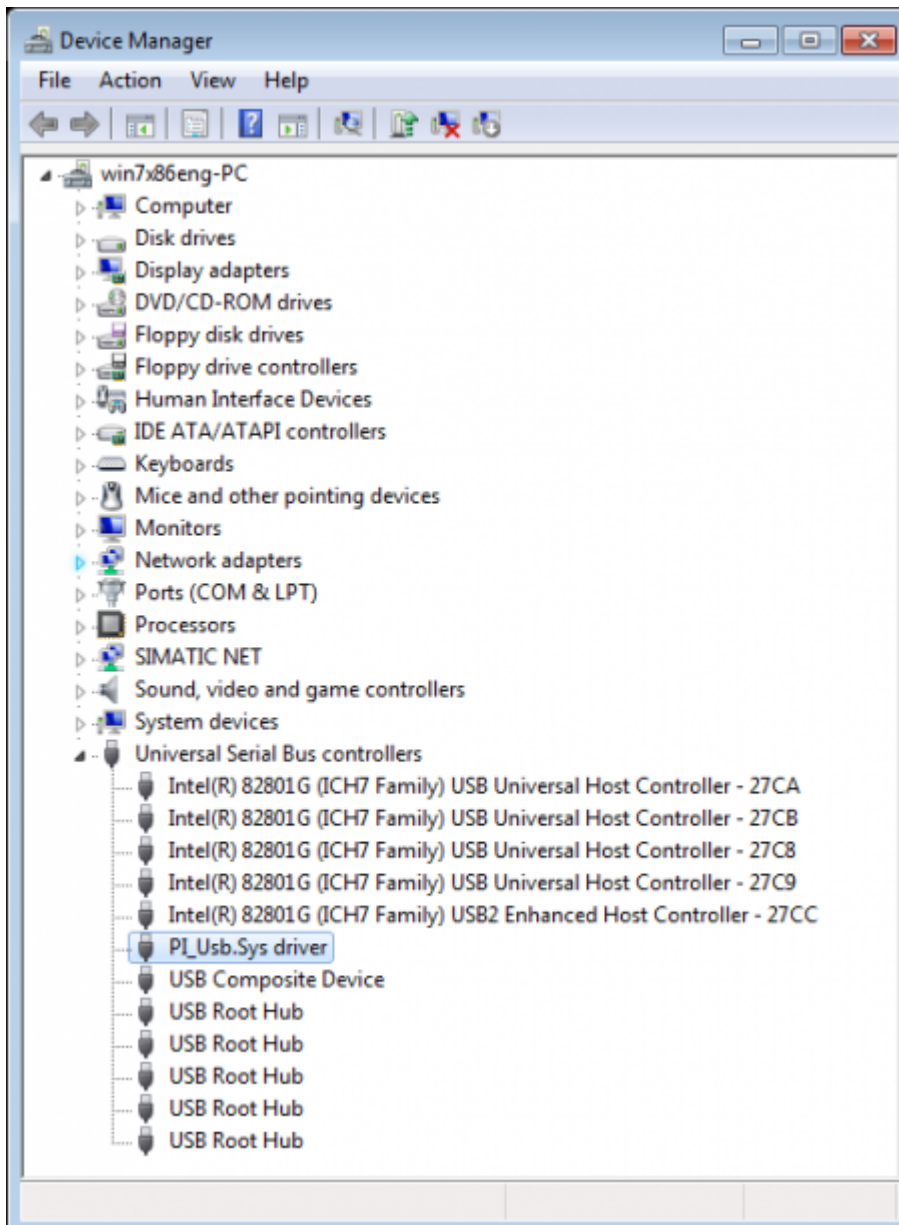 Device Manager
File Action View Help
win7x86eng-PC
Computer
Disk drives
Display adapters
DVD/CD-ROM drives
Floppy disk drives
Floppy drive controllers
Human Interface Devices
IDE ATA/ATAPI controllers
Keyboards
Mice and other pointing devices
Monitors
Network adapters
Ports (COM & LPT)
Processors
SIMATIC NET
Sound, video and game controllers
System devices
Universal Serial Bus controllers
Intel(R) 82801G (ICH7 Family) USB Universal Host Controller - 27CA
Intel(R) 82801G (ICH7 Family) USB Universal Host Controller - 27CB
Intel(R) 82801G (ICH7 Family) USB Universal Host Controller - 27C8
Intel(R) 82801G (ICH7 Family) USB Universal Host Controller - 27C9
Intel(R) 82801G (ICH7 Family) USB2 Enhanced Host Controller - 27CC
PI_Usb.Sys driver
USB Composite Device
USB Root Hub
USB Root Hub
USB Root Hub
USB Root Hub
USB Root Hub